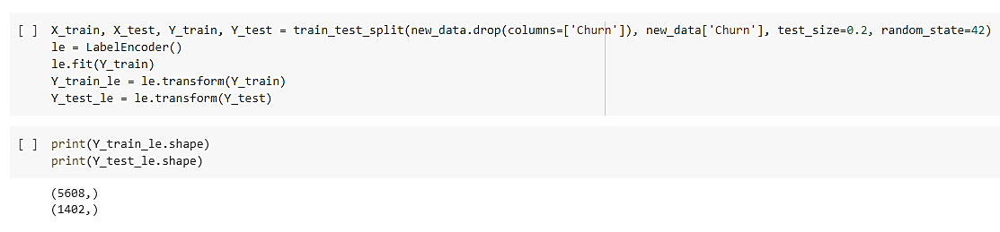 [ ] X_train, X_test, Y_train, Y_test = train_test_split(new_data.drop(columns=['Churn']), new_data['Churn'], test_size=0.2, random_state=42)
le = LabelEncoder()
le.fit(Y_train)
Y_train_le = le.transform(Y_train)
Y_test_le = le.transform(Y_test)
[ ] print(Y_train_le.shape)
print(Y_test_le.shape)
(5608,)
(1402,)